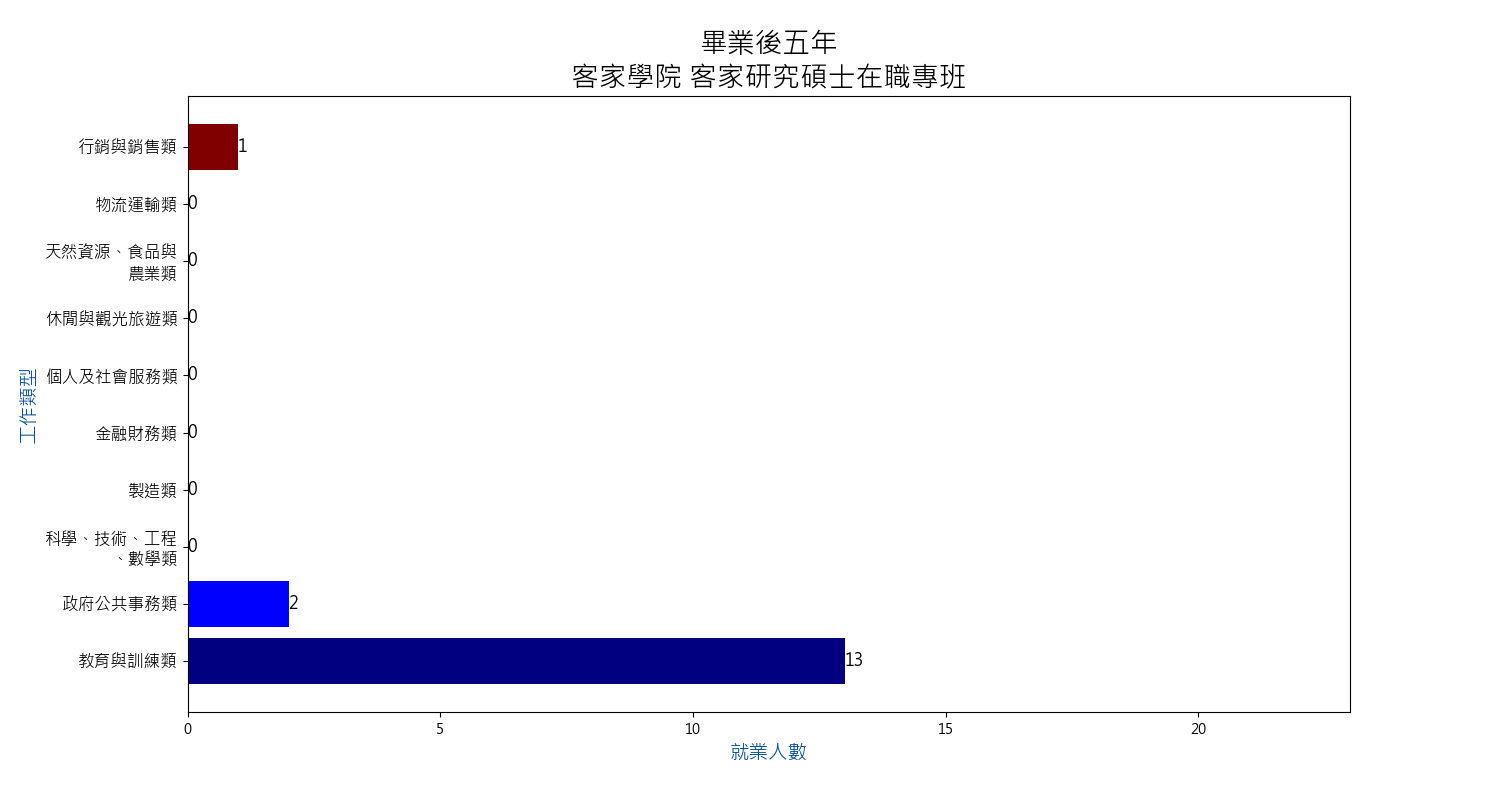 畢業後五年
客家學院 客家研究碩士在職專班
行銷與銷售類
1
物流運輸類
0
天然資源、食品與
農業類
0
休閒與觀光旅遊類
0
個人及社會服務類
0
金融財務類
0
製造類
0
科學、技術、工程
、數學類
0
政府公共事務類
2
教育與訓練類
13
工作類型
0
5
10
15
20
就業人數